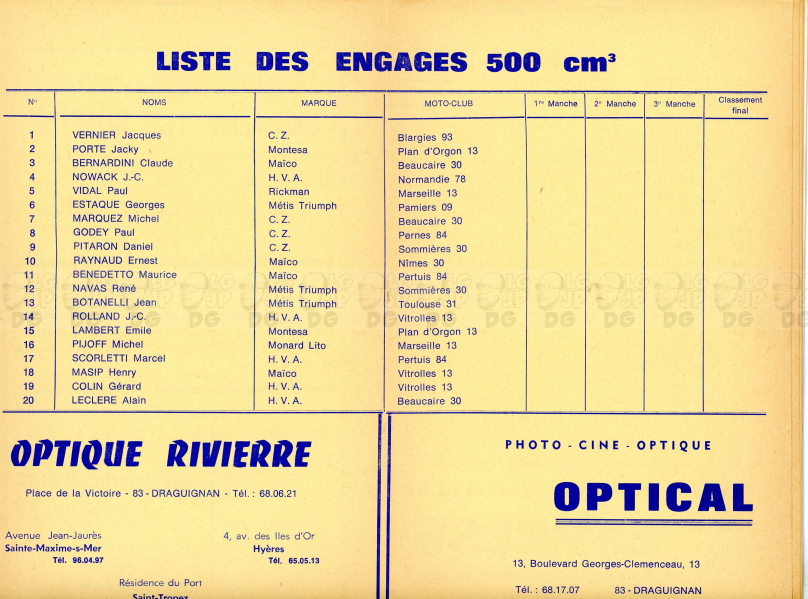 LISTE DES ENGAGES 500 cm³
N° NOMS MARQUE MOTO-CLUB 1re Manche 2e Manche 3e Manche Classement final
1 VERNIER Jacques C. Z. Blargies 93
2 PORTE Jacky Montesa Plan d'Orgon 13
3 BERNARDINI Claude Maïco Beaucaire 30
4 NOWACK J.-C. H. V. A. Normandie 78
5 VIDAL Paul Rickman Marseille 13
6 ESTAQUE Georges Métis Triumph Pamiers 09
7 MARQUEZ Michel C. Z. Beaucaire 30
8 GODEY Paul C. Z. Pernes 84
9 PITARON Daniel C. Z. Sommières 30
10 RAYNAUD Ernest Maïco Nîmes 30
11 BENEDETTO Maurice Maïco Pertuis 84
12 NAVAS René Métis Triumph Sommières 30
13 BOTANELLI Jean Métis Triumph Toulouse 31
14 ROLLAND J.-C. H. V. A. Vitrolles 13
15 LAMBERT Emile Montesa Plan d'Orgon 13
16 PIJOFF Michel Monard Lito Marseille 13
17 SCORLETTI Marcel H. V. A. Pertuis 84
18 MASIP Henry Maïco Vitrolles 13
19 COLIN Gérard H. V. A. Vitrolles 13
20 LECLERE Alain H. V. A. Beaucaire 30
OPTIQUE RIVIERRE
Place de la Victoire - 83 - DRAGUIGNAN - Tél. : 68.06.21
Avenue Jean-Jaurès
Sainte-Maxime-s-Mer
Tél. 96.04.97
4, av. des Iles d'Or
Hyères
Tél. 65.05.13
Résidence du Port
Saint-Tropez
PHOTO - CINE - OPTIQUE
OPTICAL
13, Boulevard Georges-Clemenceau, 13
Tél. : 68.17.07 83 - DRAGUIGNAN